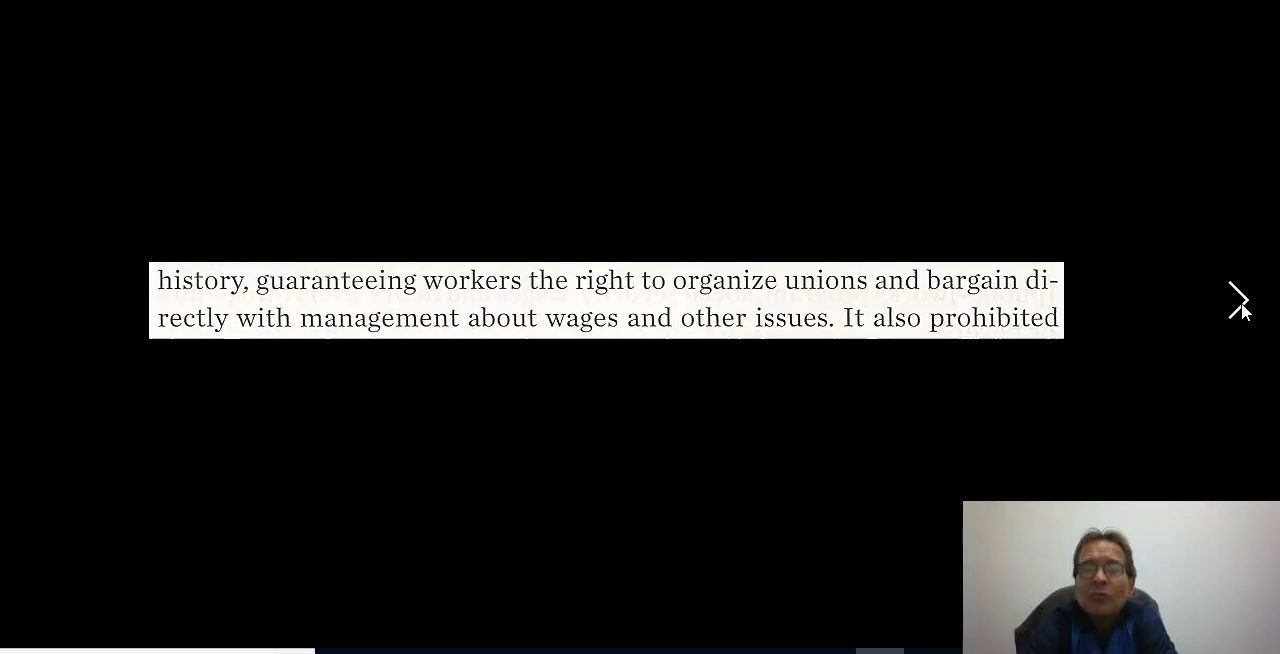 history, guaranteeing workers the right to organize unions and bargain di-
rectly with management about wages and other issues. It also prohibited